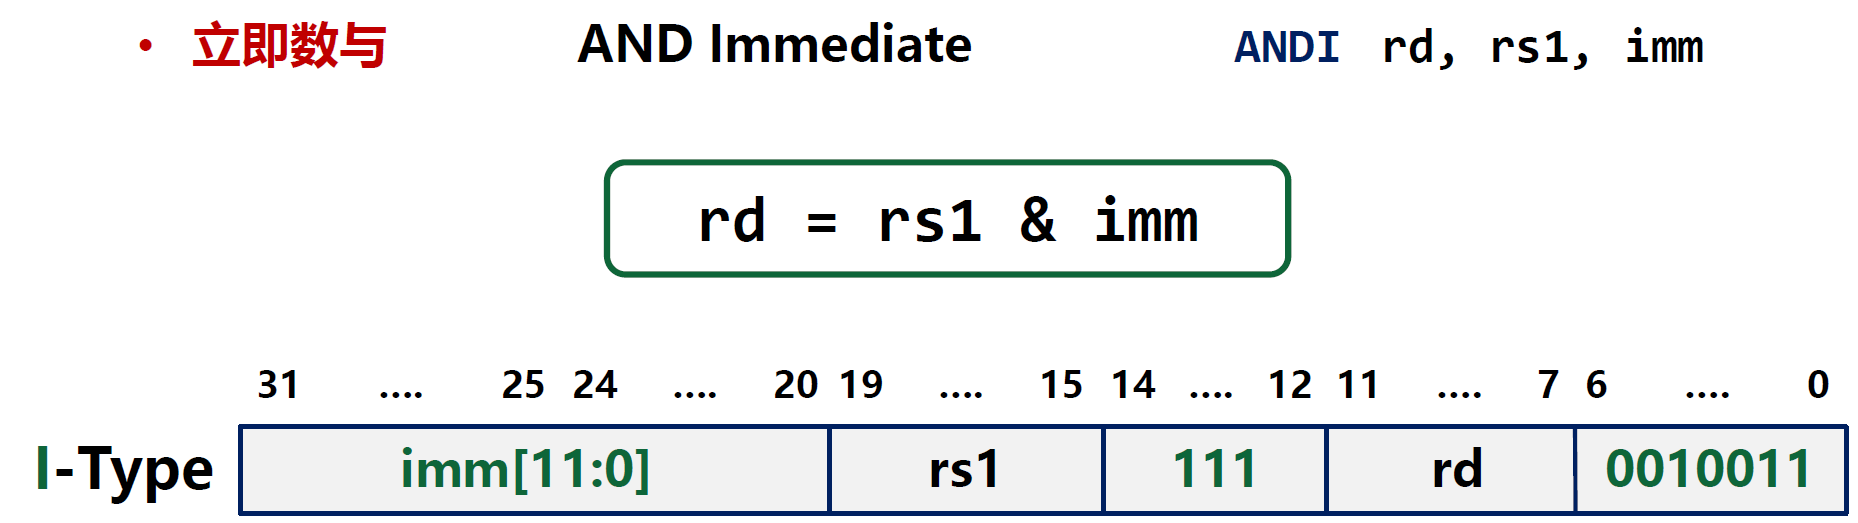 • 立即数与 AND Immediate ANDI rd, rs1, imm
rd = rs1 & imm
31 .... 25 24 .... 20 19 .... 15 14 .... 12 11 .... 7 6 .... 0
I-Type imm[11:0] rs1 111 rd 0010011